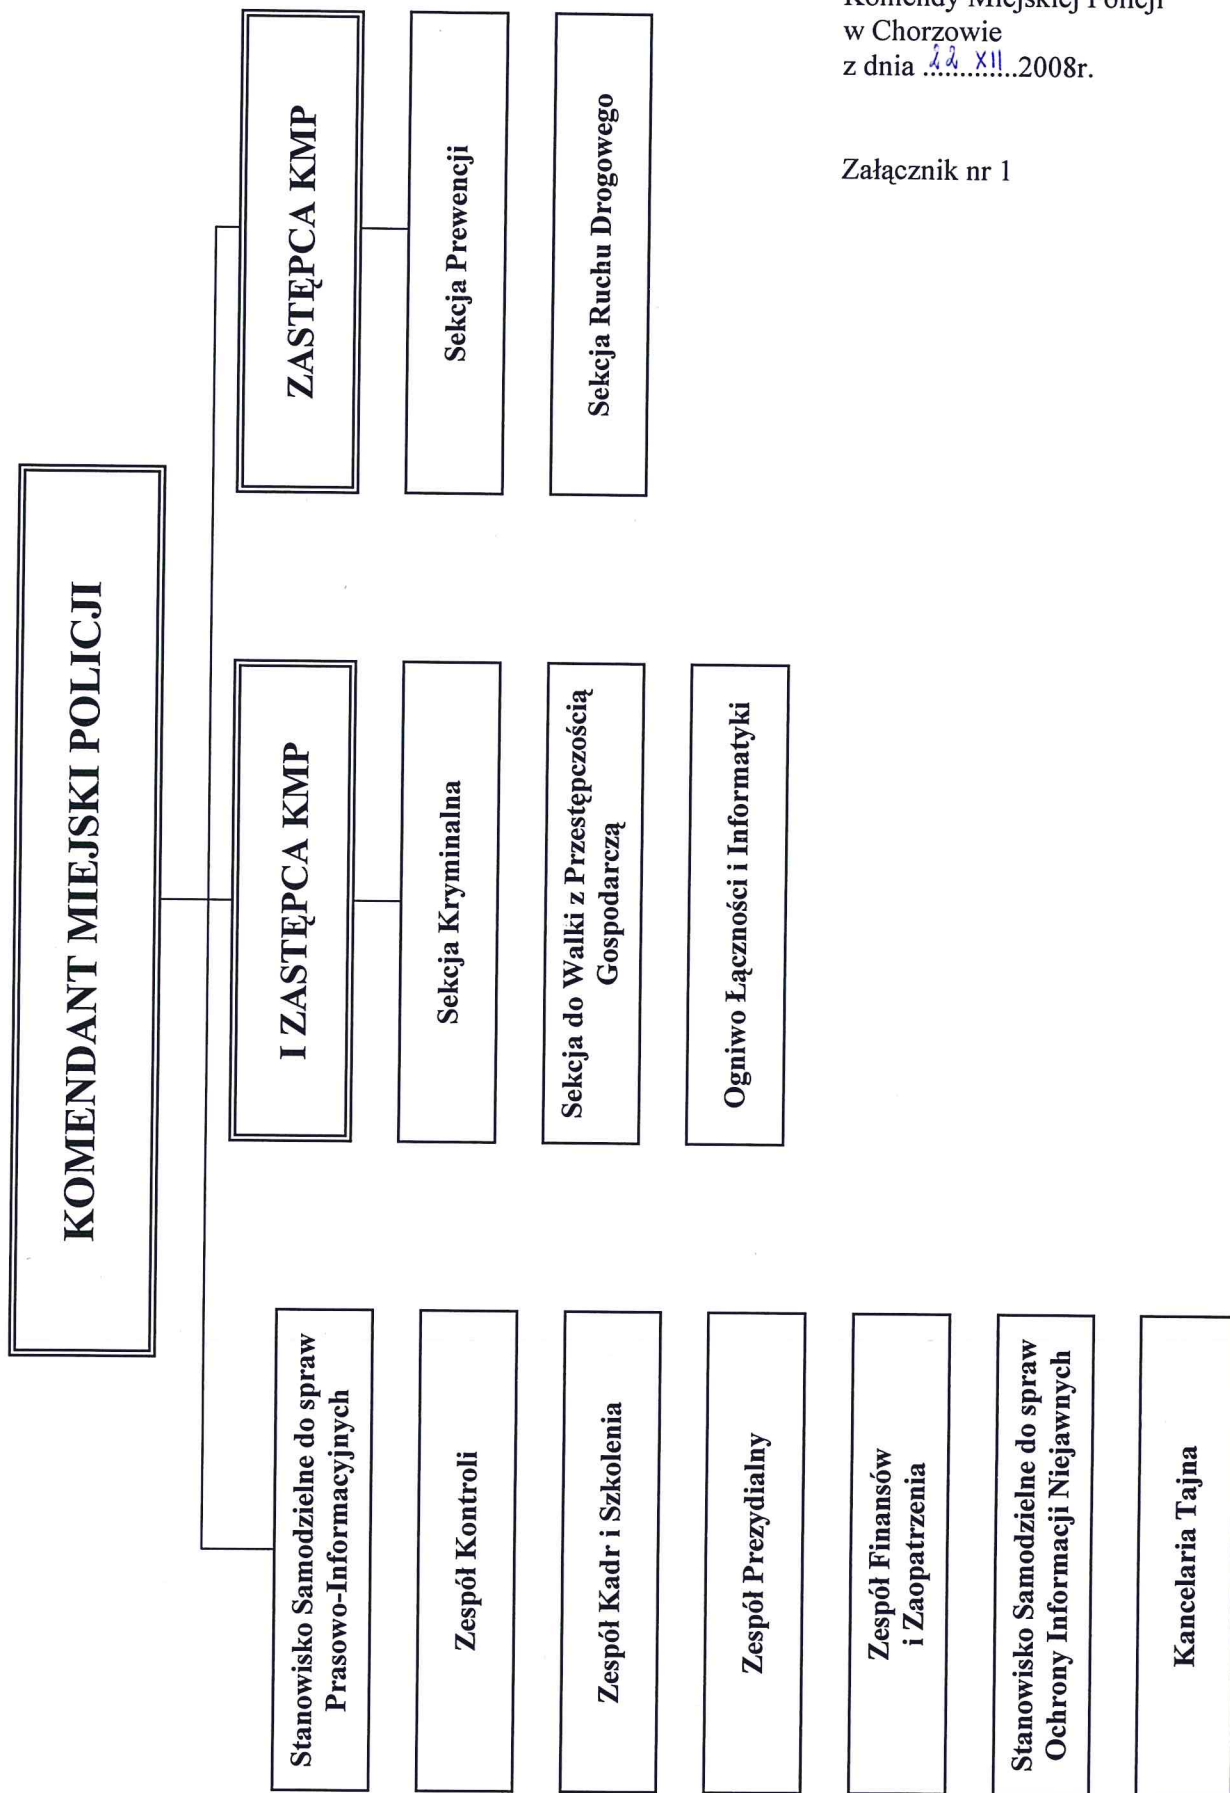 Komendy Miejskiej Policji
w Chorzowie
z dnia 22 XII 2008r.
Załącznik nr 1
KOMENDANT MIEJSKI POLICJI
Stanowisko Samodzielne do spraw
Prasowo-Informacyjnych
Zespół Kontroli
Zespół Kadr i Szkolenia
Zespół Prezydialny
Zespół Finansów
i Zaopatrzenia
Stanowisko Samodzielne do spraw
Ochrony Informacji Niejawnych
Kancelaria Tajna
I ZASTĘPCA KMP
Sekcja Kryminalna
Sekcja do Walki z Przestępczością
Gospodarczą
Ogniwo Łączności i Informatyki
ZASTĘPCA KMP
Sekcja Prewencji
Sekcja Ruchu Drogowego